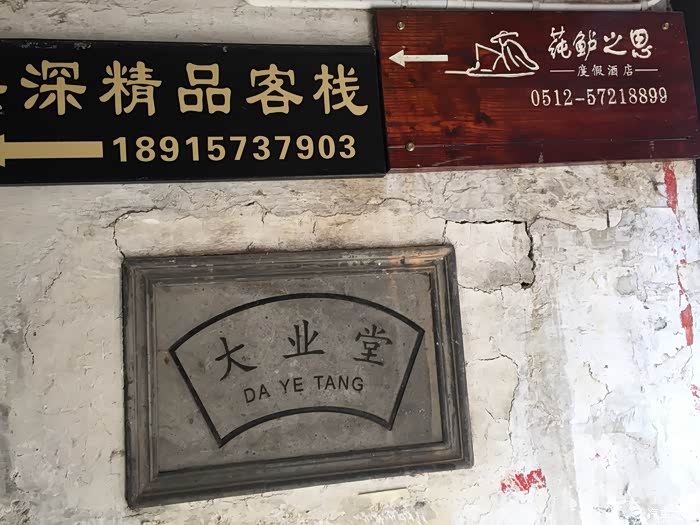 深精品客栈
18915737903
莼鲈之思
度假酒店
0512-57218899
大业堂
DA YE TANG